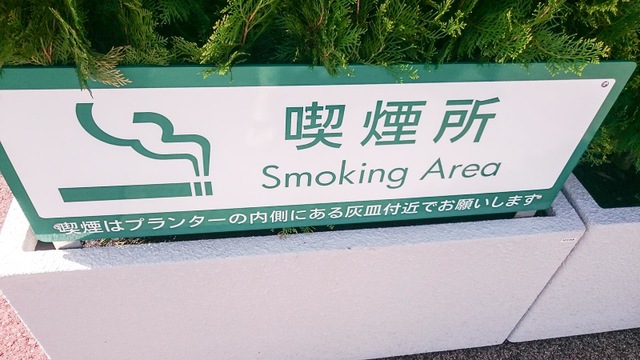 喫煙所
Smoking Area
喫煙はプランターの内側にある灰皿付近でお願いします